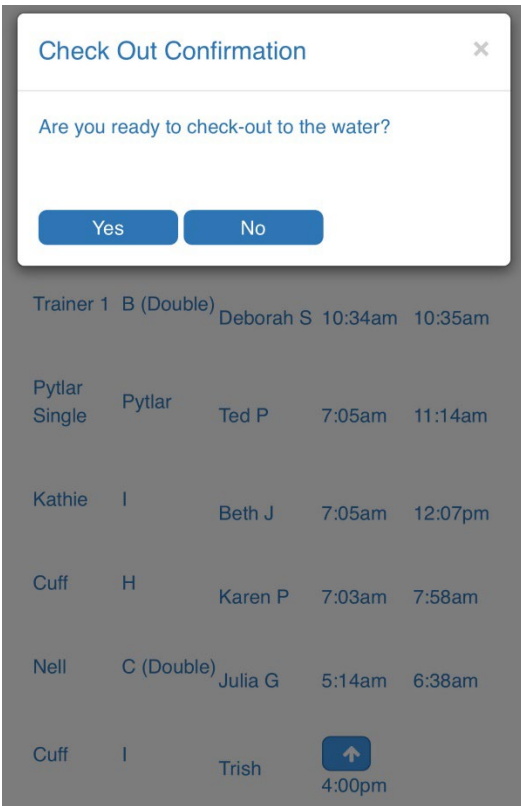 Check Out Confirmation ×
Are you ready to check-out to the water?
Yes No
Trainer 1 B (Double) Deborah S 10:34am 10:35am
Pytlar
Single Pytlar Ted P 7:05am 11:14am
Kathie I Beth J 7:05am 12:07pm
Cuff H Karen P 7:03am 7:58am
Nell C (Double) Julia G 5:14am 6:38am
Cuff I Trish
4:00pm